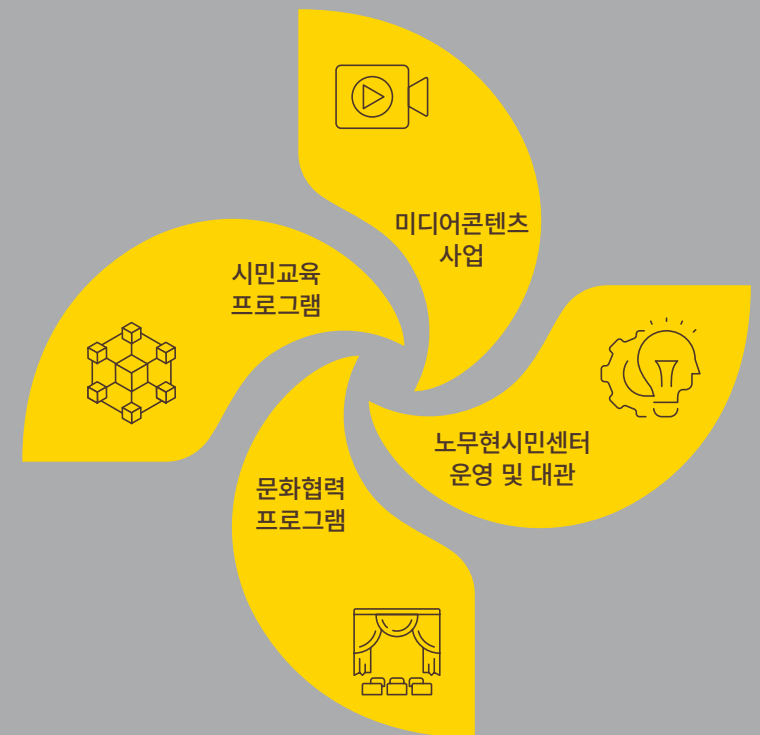 미디어콘텐츠
사업
시민교육
프로그램
노무현시민센터
운영 및 대관
문화협력
프로그램